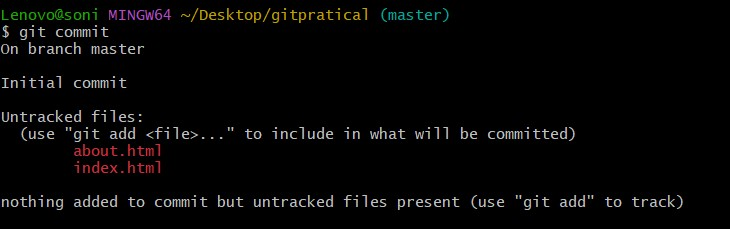 Lenovo@soni MINGW64 ~/Desktop/gitpratical (master)
$ git commit
On branch master
Initial commit
Untracked files:
(use "git add <file>..." to include in what will be committed)
about.html
index.html
nothing added to commit but untracked files present (use "git add" to track)